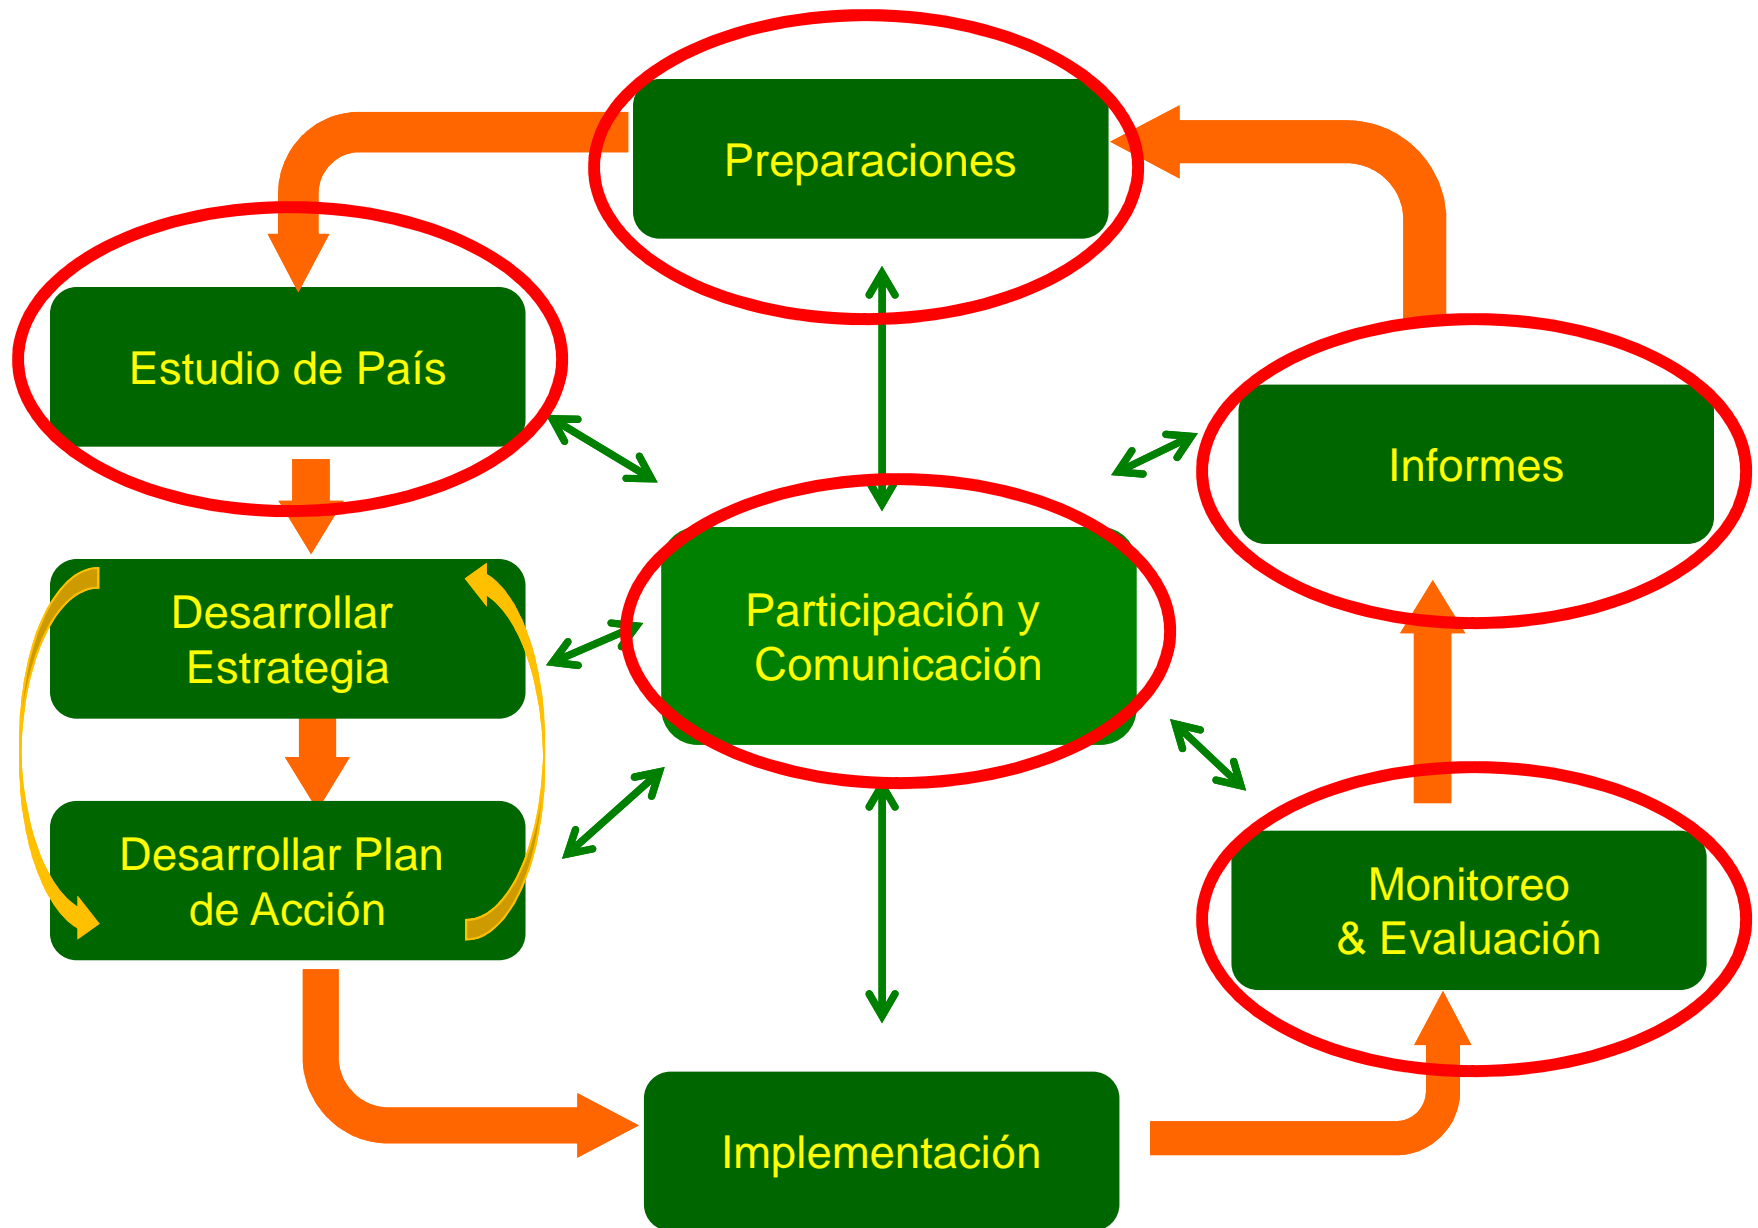 Preparaciones
Estudio de País
Informes
Desarrollar
Estrategia
Participación y
Comunicación
Desarrollar Plan
de Acción
Monitoreo
& Evaluación
Implementación